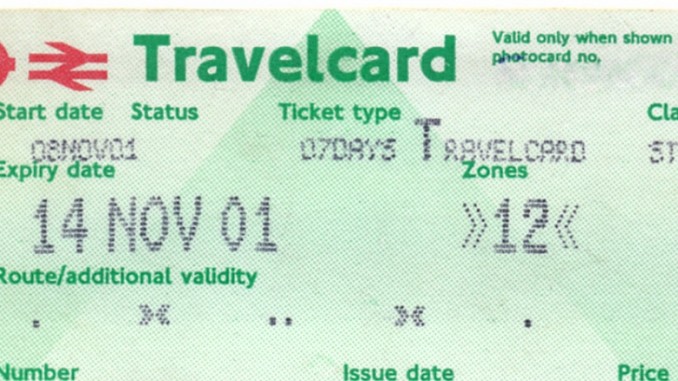 Travelcard
Valid only when shown
photocard no.
Start date Status Ticket type
08NOV01 07DAYS TRAVELCARD ST
Expiry date Zones
14 NOV 01 »12«
Route/additional validity
. »« .. »« .
Number Issue date Price